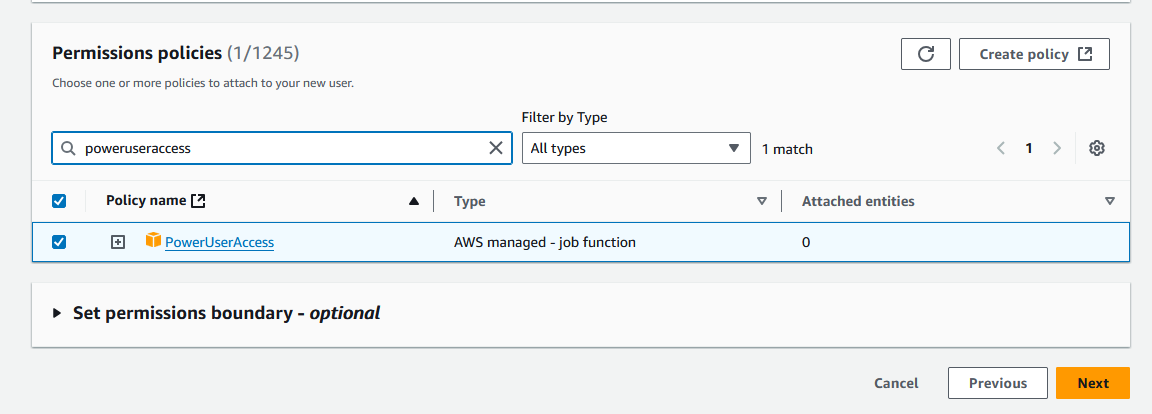 Permissions policies (1/1245)
Create policy
Choose one or more policies to attach to your new user.
Filter by Type
poweruseraccess
All types
1 match
1
Policy name
Type
Attached entities
PowerUserAccess
AWS managed - job function
0
Set permissions boundary - optional
Cancel
Previous
Next